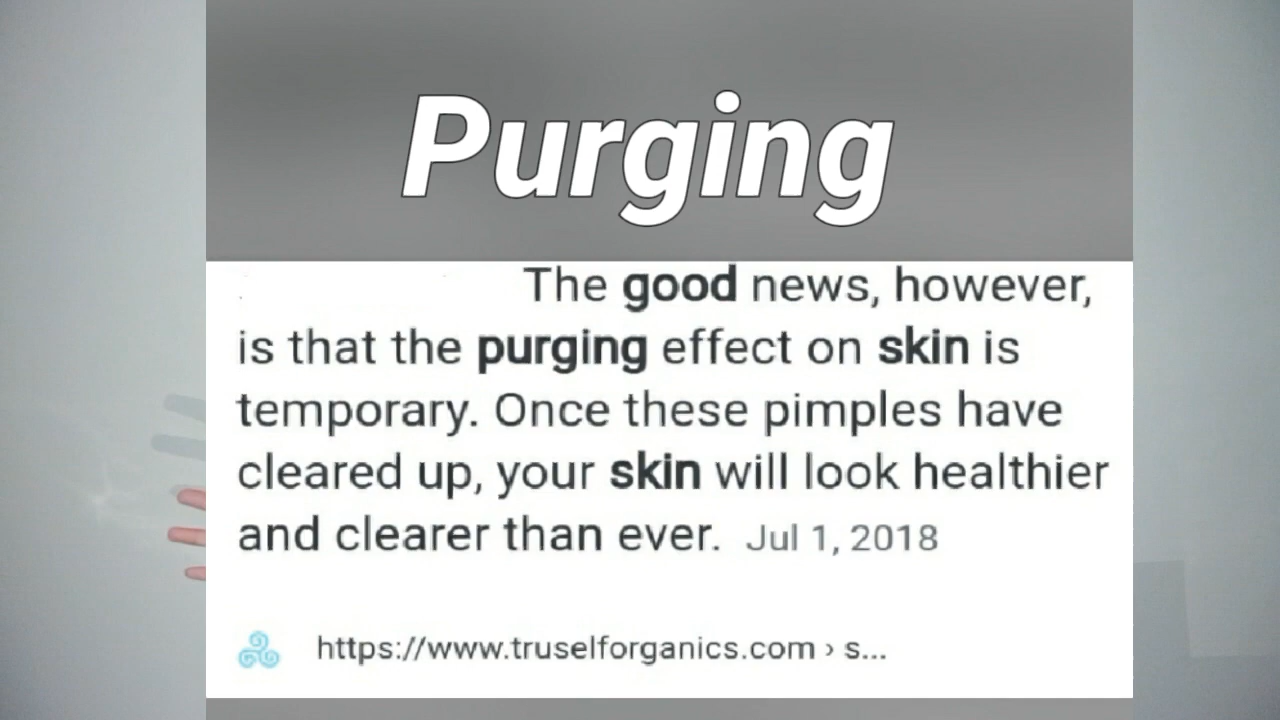 Purging
The good news, however,
is that the purging effect on skin is
temporary. Once these pimples have
cleared up, your skin will look healthier
and clearer than ever. Jul 1, 2018
https://www.truselforganics.com › s...